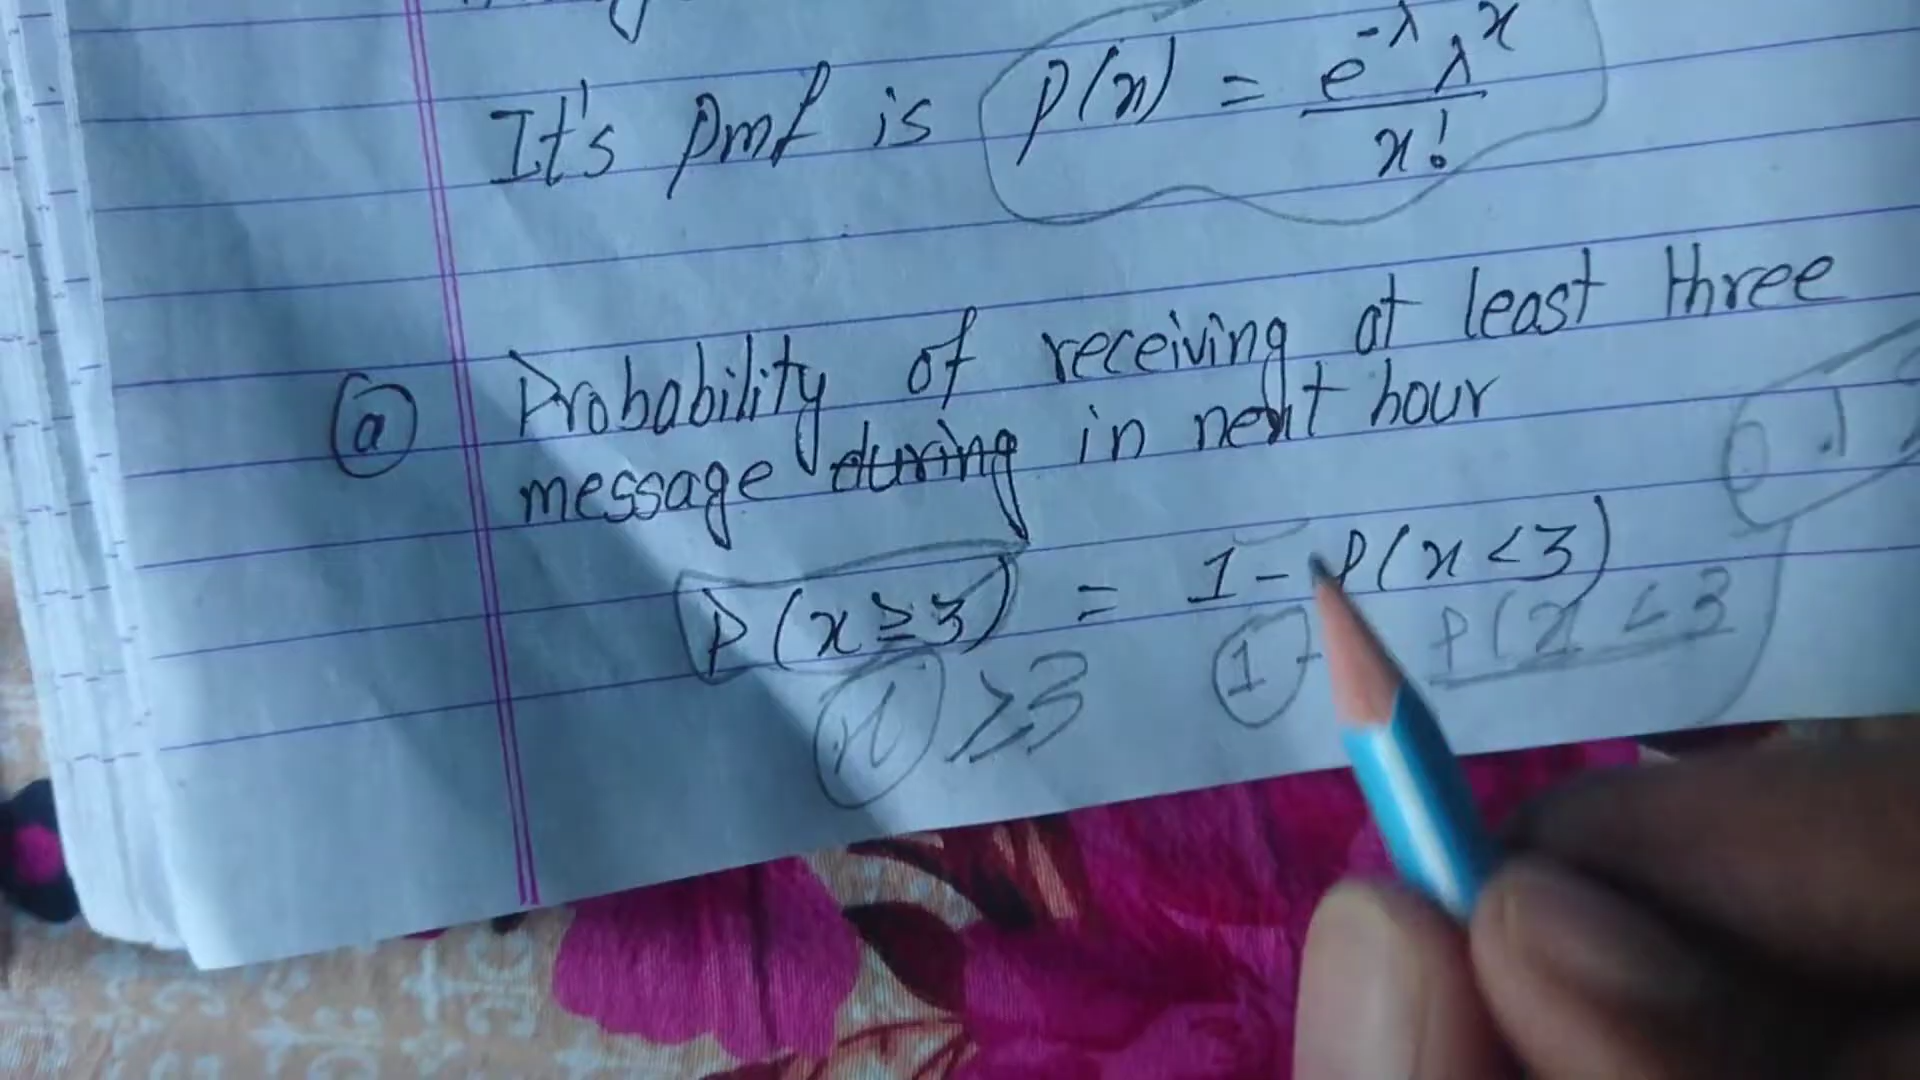 It's pmf is p(x) = e^-λ λ^x / x!
ⓐ Probability of receiving at least three
message during in next hour
P(x ≥ 3) = 1 - P(x < 3)
x ≥ 3 1 - P(x < 3